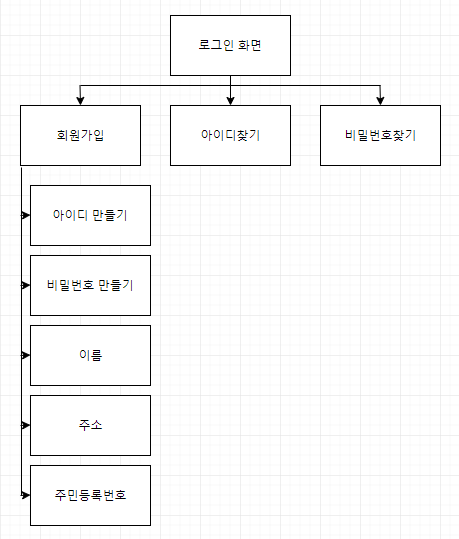 로그인 화면
회원가입
아이디찾기
비밀번호찾기
아이디 만들기
비밀번호 만들기
이름
주소
주민등록번호